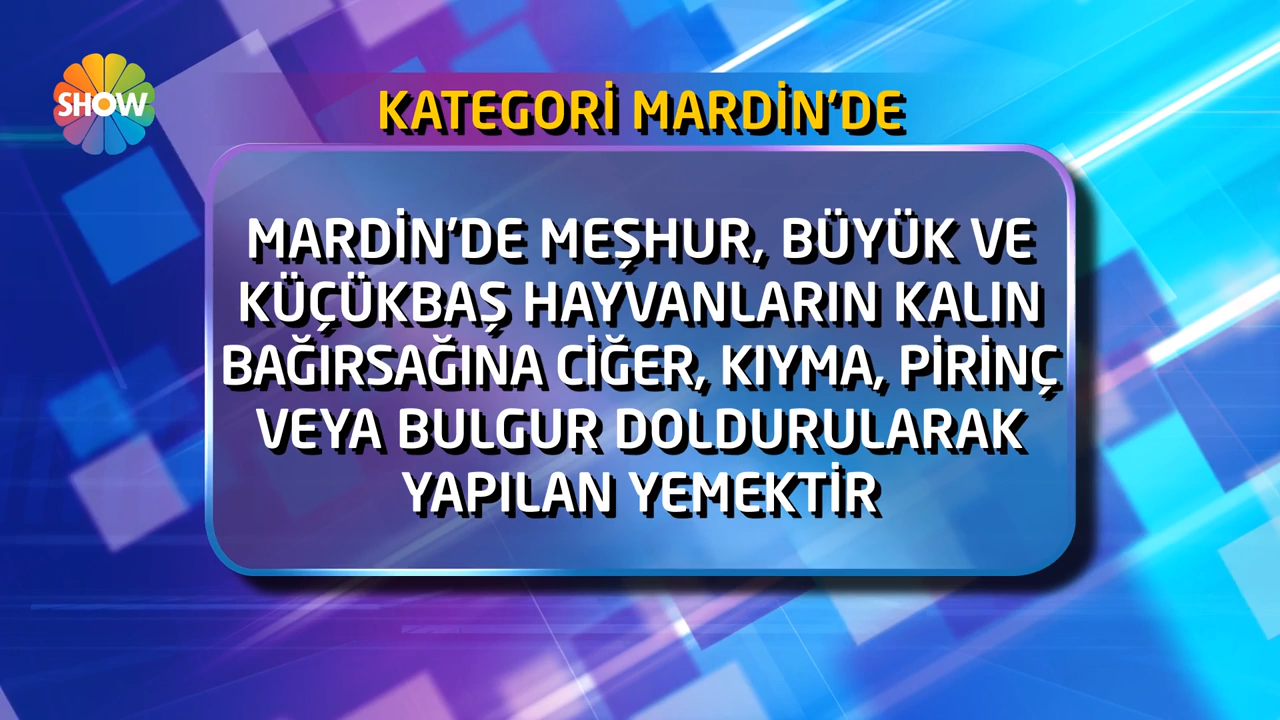 SHOW
KATEGORİ MARDİN'DE
MARDİN'DE MEŞHUR, BÜYÜK VE
KÜÇÜKBAŞ HAYVANLARIN KALIN
BAĞIRSAĞINA CİĞER, KIYMA, PİRİNÇ
VEYA BULGUR DOLDURULARAK
YAPILAN YEMEKTİR